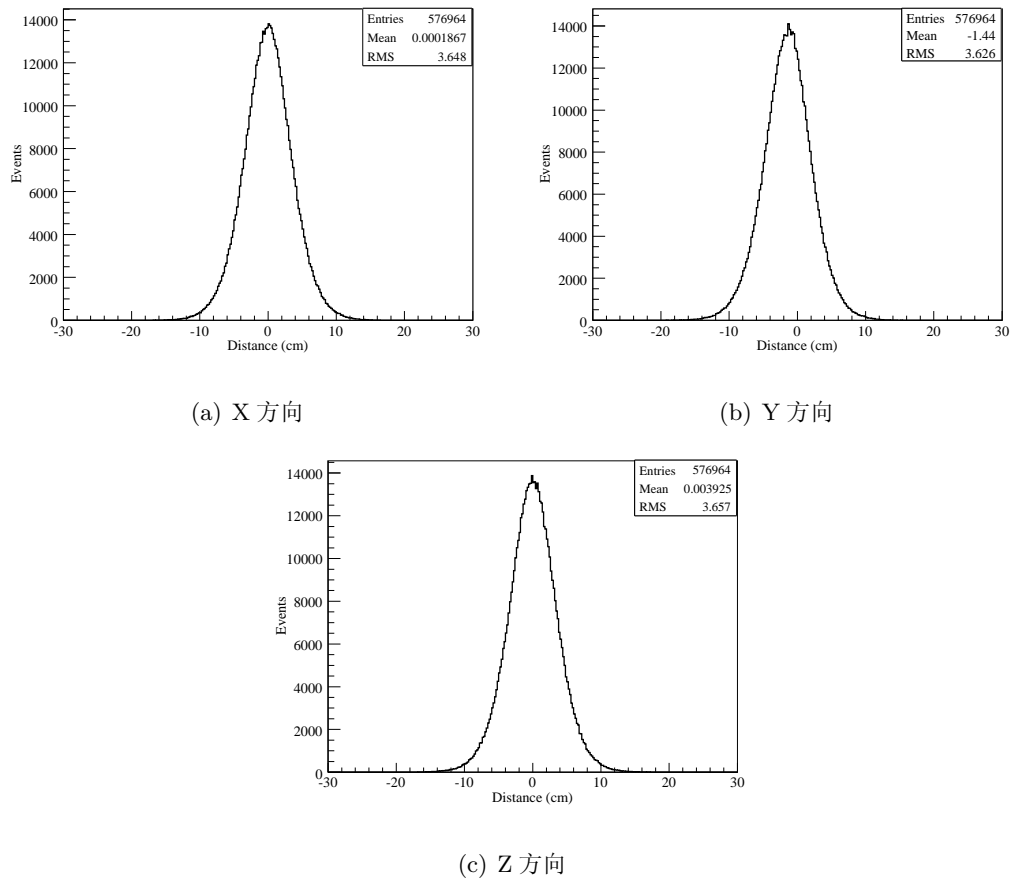 14000
12000
10000
8000
6000
4000
2000
0
Events
-30 -20 -10 0 10 20 30
Distance (cm)
Entries 576964
Mean 0.0001867
RMS 3.648
(a) X 方向
14000
12000
10000
8000
6000
4000
2000
0
Events
-30 -20 -10 0 10 20 30
Distance (cm)
Entries 576964
Mean -1.44
RMS 3.626
(b) Y 方向
14000
12000
10000
8000
6000
4000
2000
0
Events
-30 -20 -10 0 10 20 30
Distance (cm)
Entries 576964
Mean 0.003925
RMS 3.657
(c) Z 方向